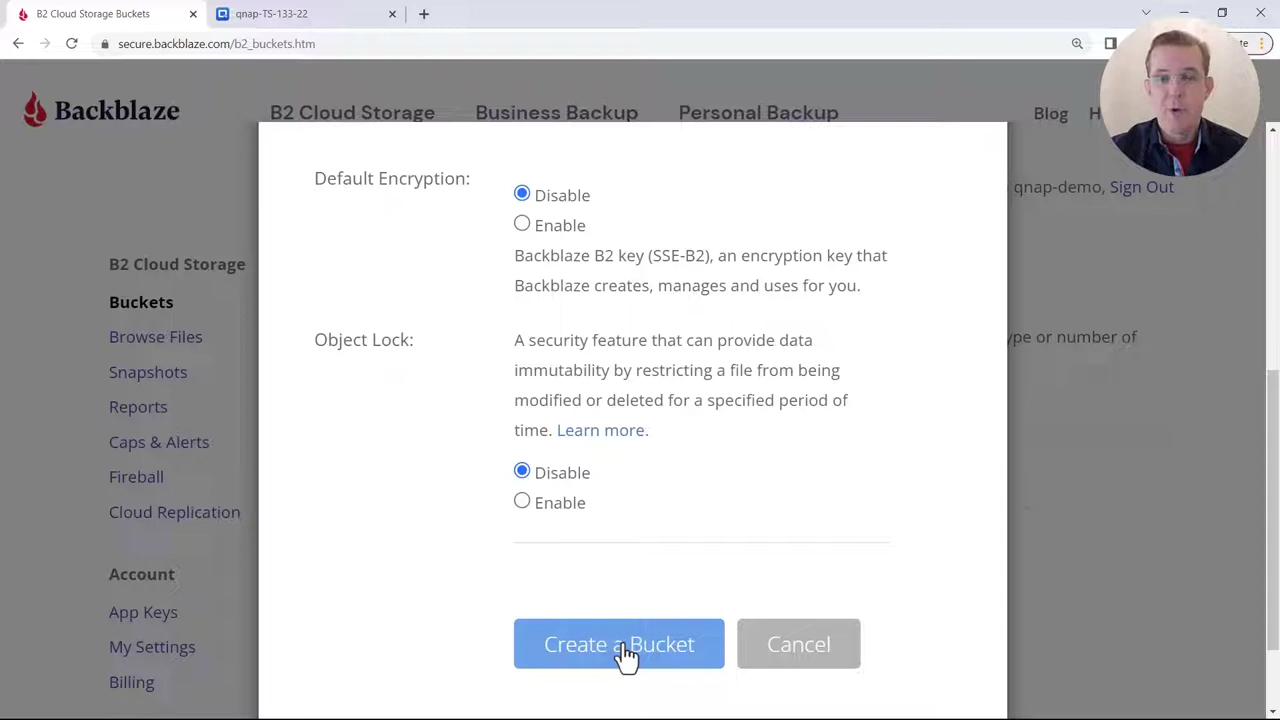 B2 Cloud Storage Buckets
qnap-TS-133-22
secure.backblaze.com/b2_buckets.htm
Backblaze
B2 Cloud Storage
Business Backup
Personal Backup
Blog
qnap-demo, Sign Out
B2 Cloud Storage
Buckets
Browse Files
Snapshots
Reports
Caps & Alerts
Fireball
Cloud Replication
Account
App Keys
My Settings
Billing
Default Encryption:
Disable
Enable
Backblaze B2 key (SSE-B2), an encryption key that
Backblaze creates, manages and uses for you.
Object Lock:
A security feature that can provide data
immutability by restricting a file from being
modified or deleted for a specified period of
time. Learn more.
Disable
Enable
Create a Bucket
Cancel
or number of